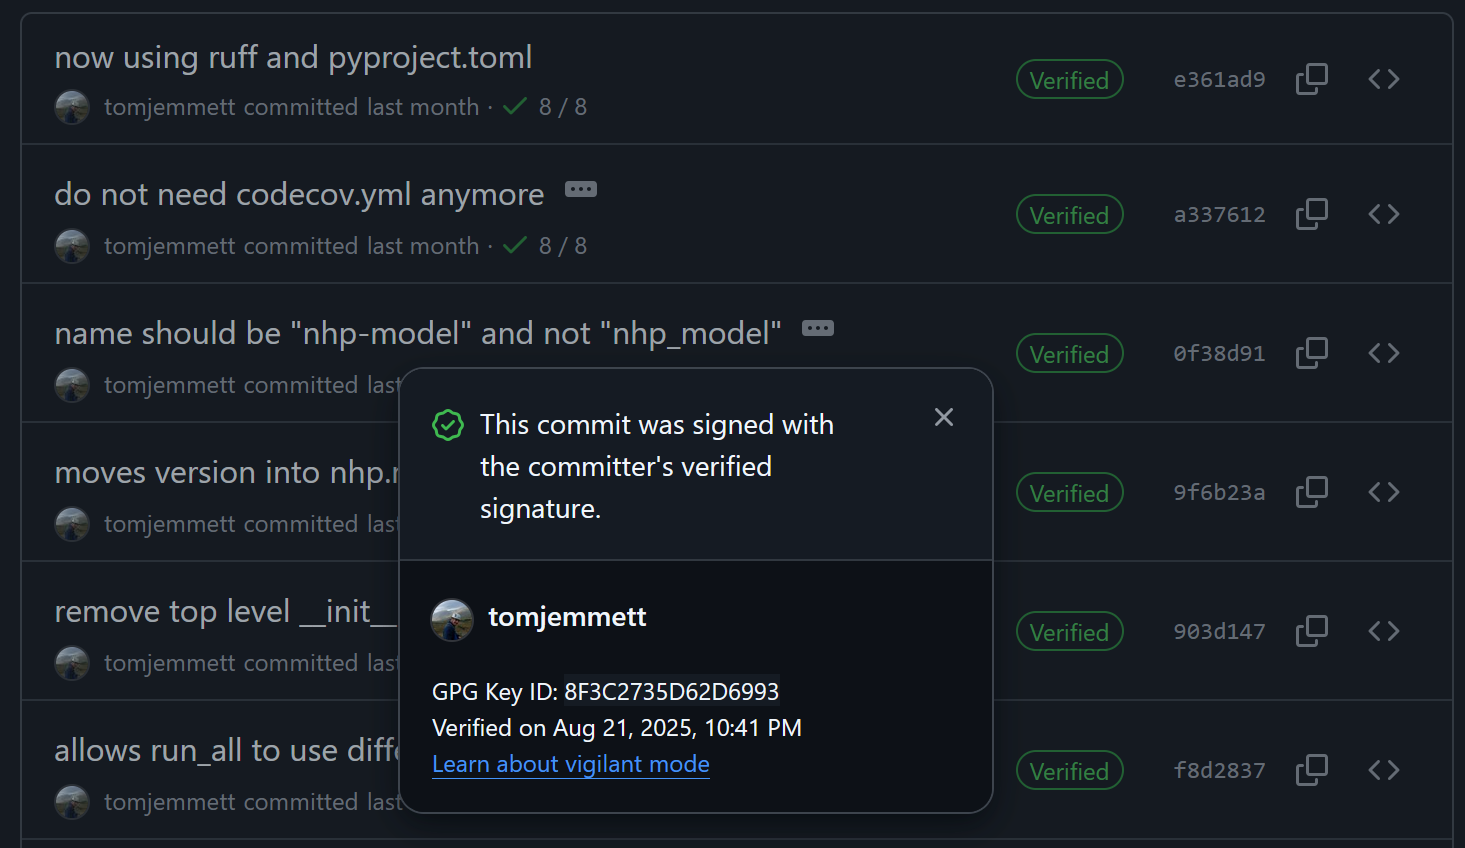 now using ruff and pyproject.toml
tomjemmett committed last month · 8 / 8
Verified
e361ad9
do not need codecov.yml anymore
tomjemmett committed last month · 8 / 8
Verified
a337612
name should be "nhp-model" and not "nhp_model"
tomjemmett committed last
Verified
0f38d91
moves version into nhp.
tomjemmett committed last
Verified
9f6b23a
remove top level __init__
tomjemmett committed last
Verified
903d147
allows run_all to use diffe
tomjemmett committed last
Verified
f8d2837
This commit was signed with
the committer's verified
signature.
tomjemmett
GPG Key ID: 8F3C2735D62D6993
Verified on Aug 21, 2025, 10:41 PM
Learn about vigilant mode